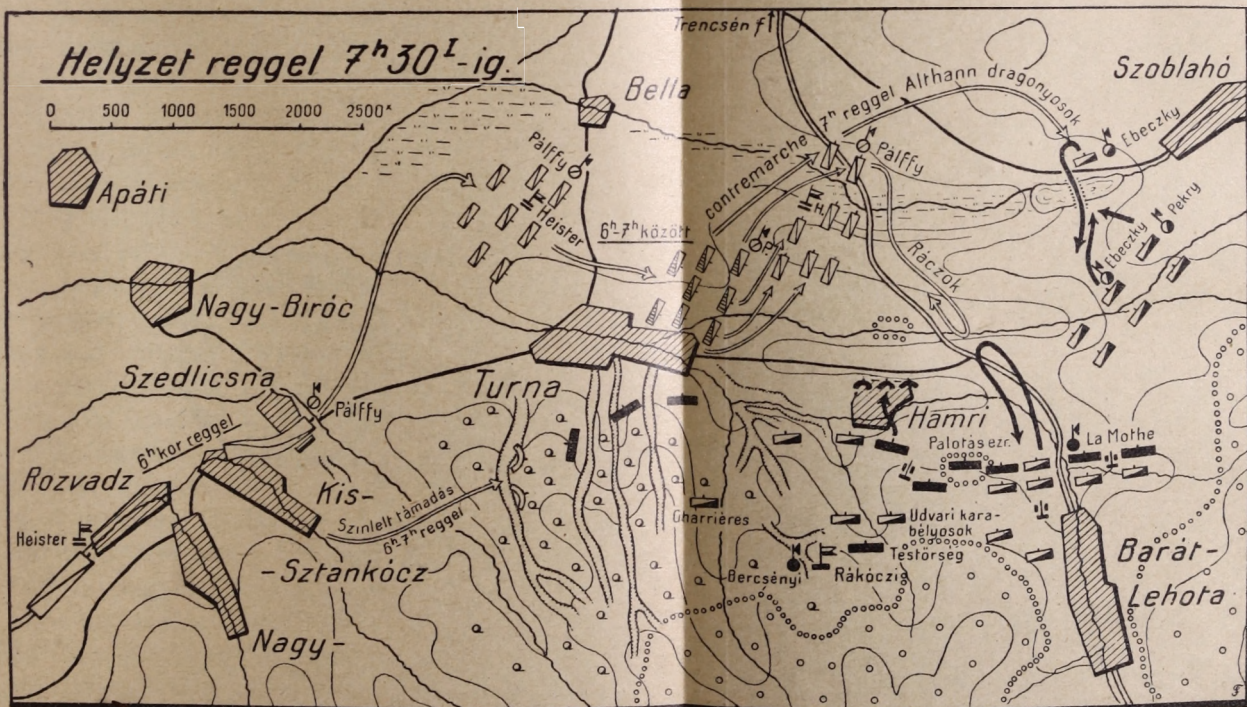 Helyzet reggel 7h30I-ig.
0 500 1000 1500 2000 2500x
Apáti
Bella
Trencsén f
Szoblahó
7h reggel Althann dragonyosok
Ebeczky
Pálffy
Heister
6h-7h között
contremarche
Pálffy
H.
P.
Ráczok
Pekry
Ebeczky
Nagy-Biróc
Szedlicsna
Pálffy
Turna
6h kor reggel
Rozvadz
Heister
Kis-
Szinlelt támadás
6h-7h reggel
-Sztankócz
Nagy-
Hamri
Palotás ezr.
La Mothe
Charrières
Udvari kara-
bélyosok
Testőrség
Bercsényi
Rákóczi
Barát-
Lehota
F